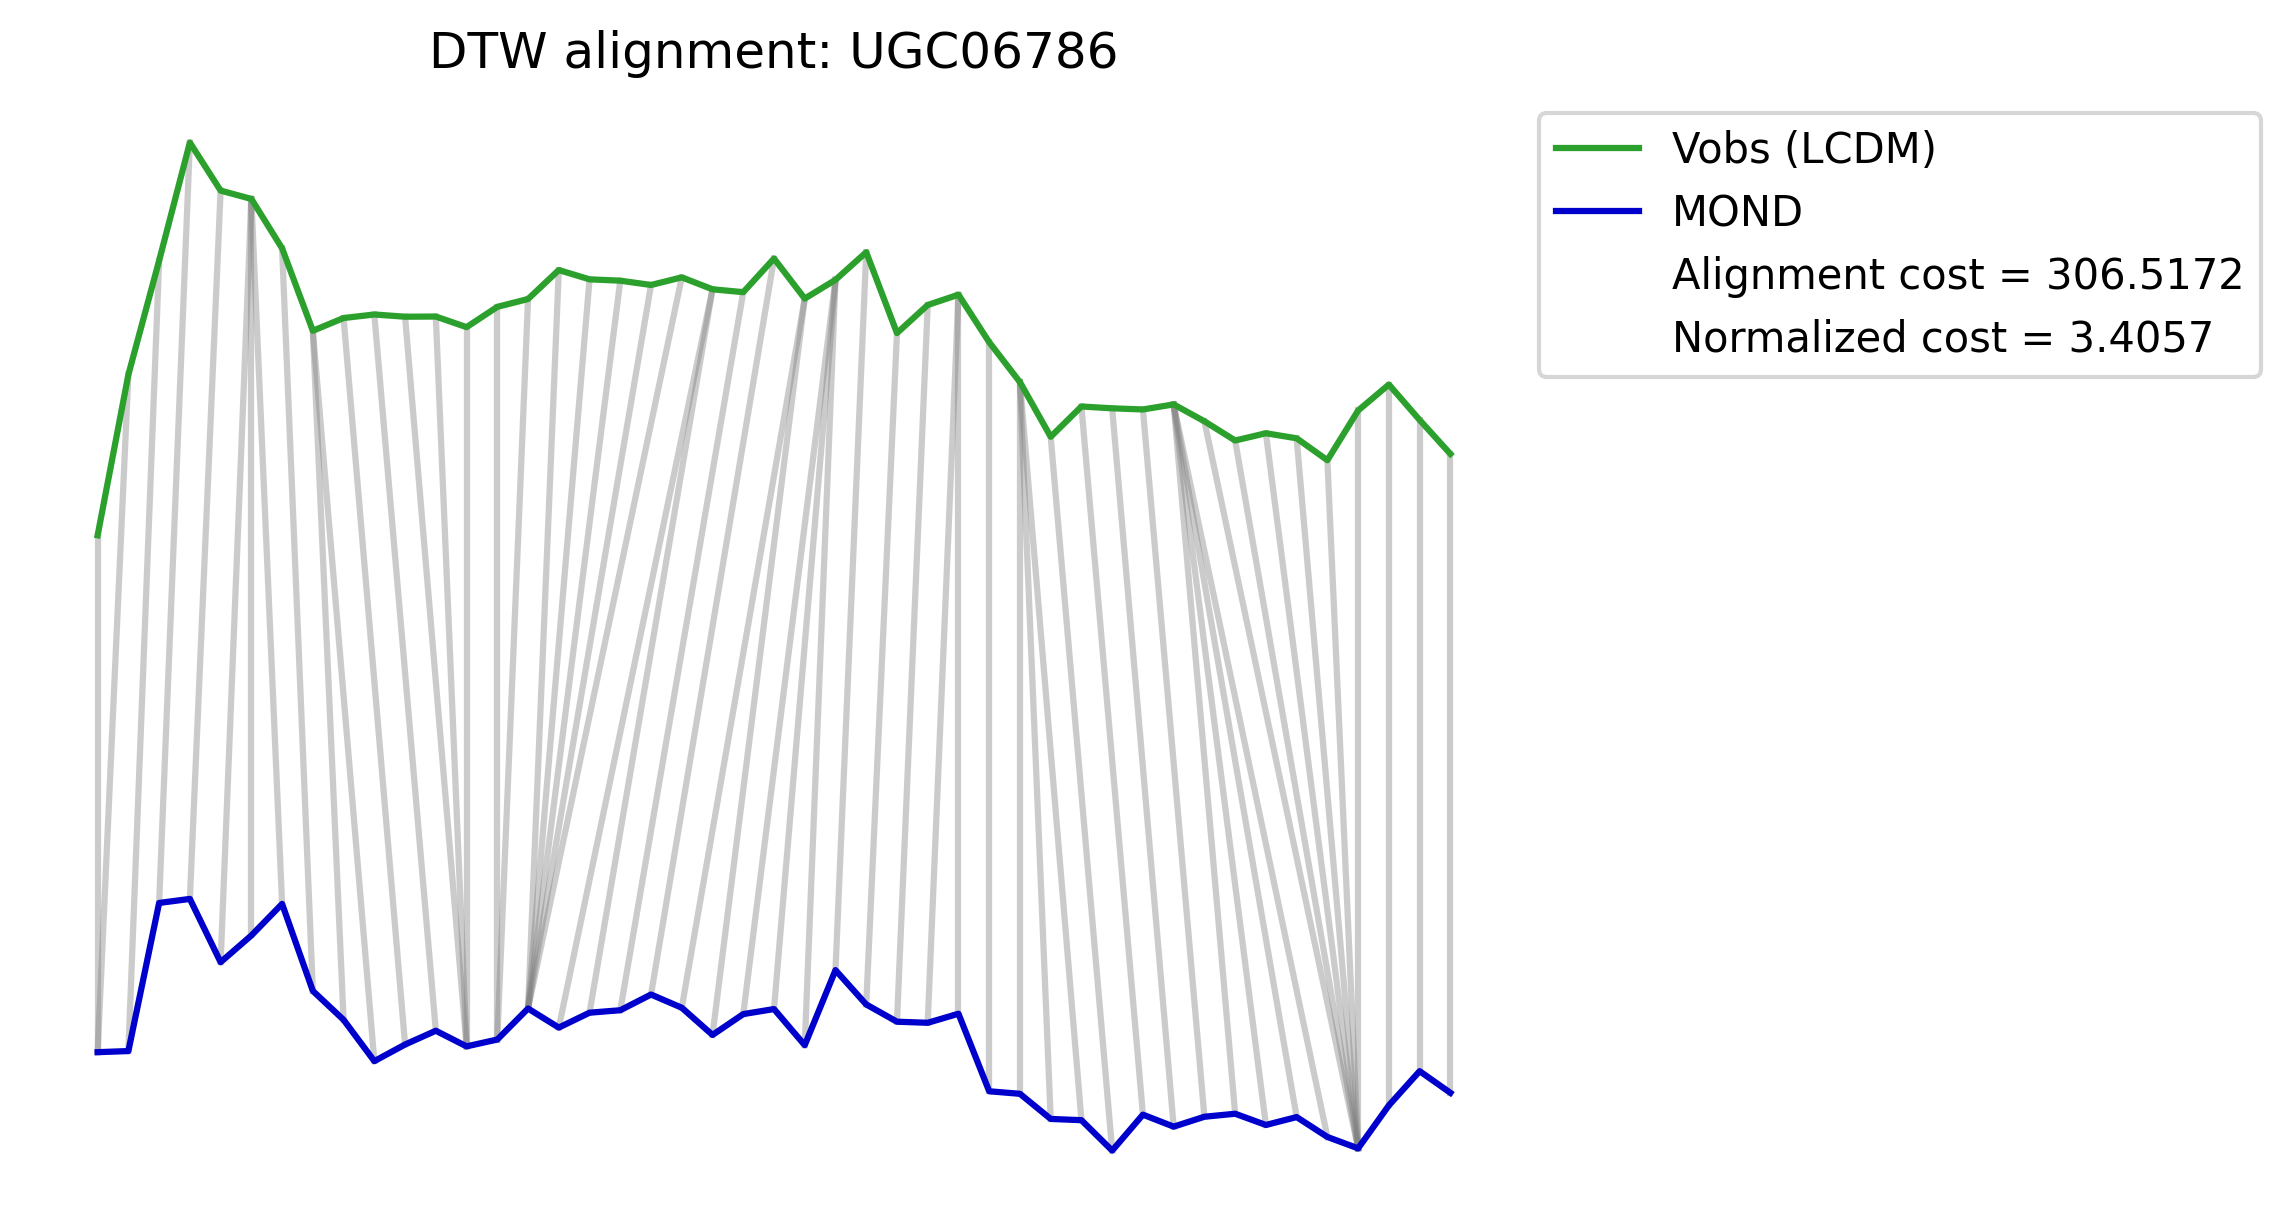 DTW alignment: UGC06786
Vobs (LCDM)
MOND
Alignment cost = 306.5172
Normalized cost = 3.4057